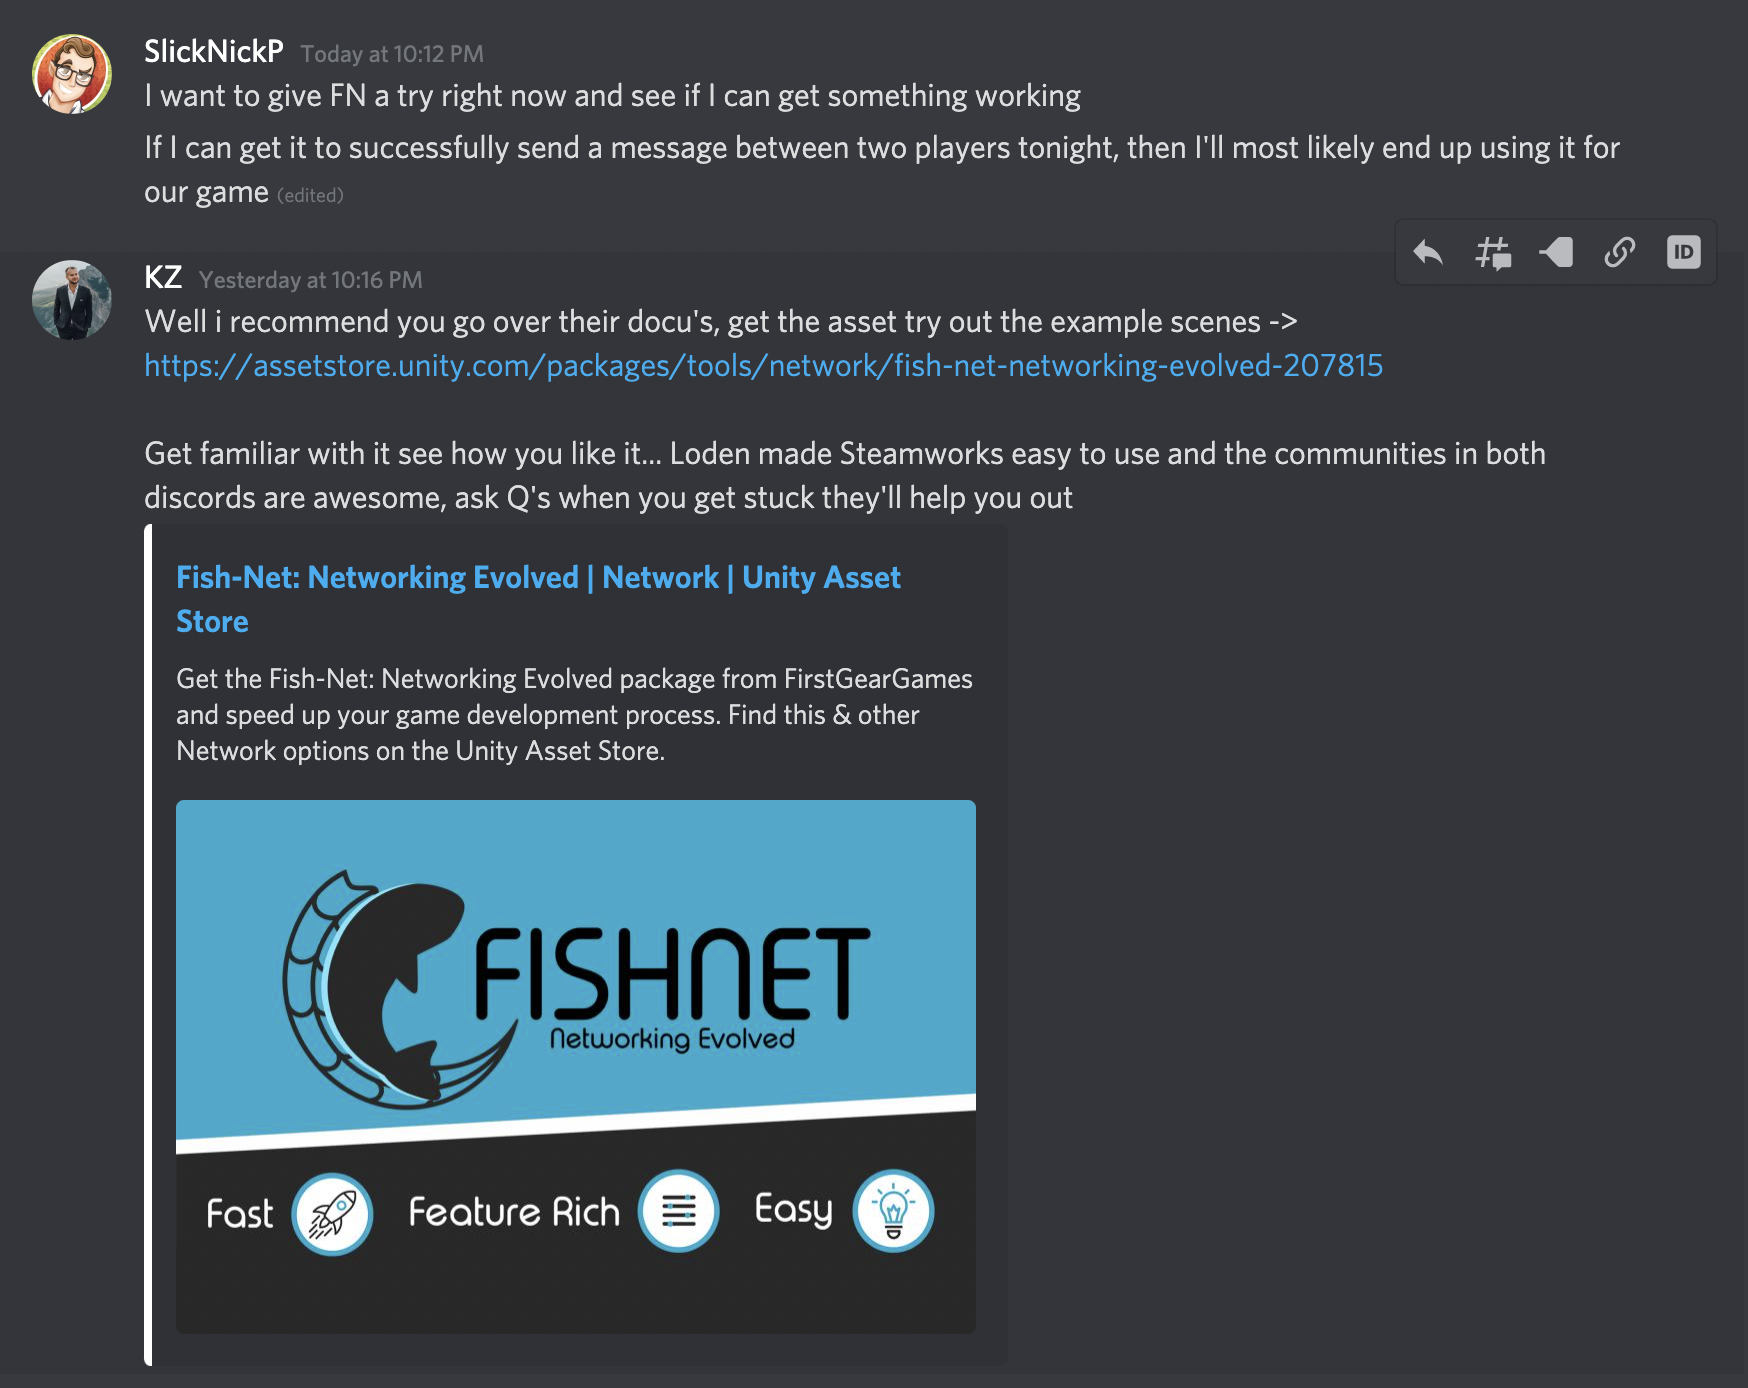 SlickNickP Today at 10:12 PM
I want to give FN a try right now and see if I can get something working
If I can get it to successfully send a message between two players tonight, then I'll most likely end up using it for
our game (edited)
ID
KZ Yesterday at 10:16 PM
Well i recommend you go over their docu's, get the asset try out the example scenes ->
https://assetstore.unity.com/packages/tools/network/fish-net-networking-evolved-207815
Get familiar with it see how you like it... Loden made Steamworks easy to use and the communities in both
discords are awesome, ask Q's when you get stuck they'll help you out
Fish-Net: Networking Evolved | Network | Unity Asset
Store
Get the Fish-Net: Networking Evolved package from FirstGearGames
and speed up your game development process. Find this & other
Network options on the Unity Asset Store.
FISHNET
Networking Evolved
Fast Feature Rich Easy